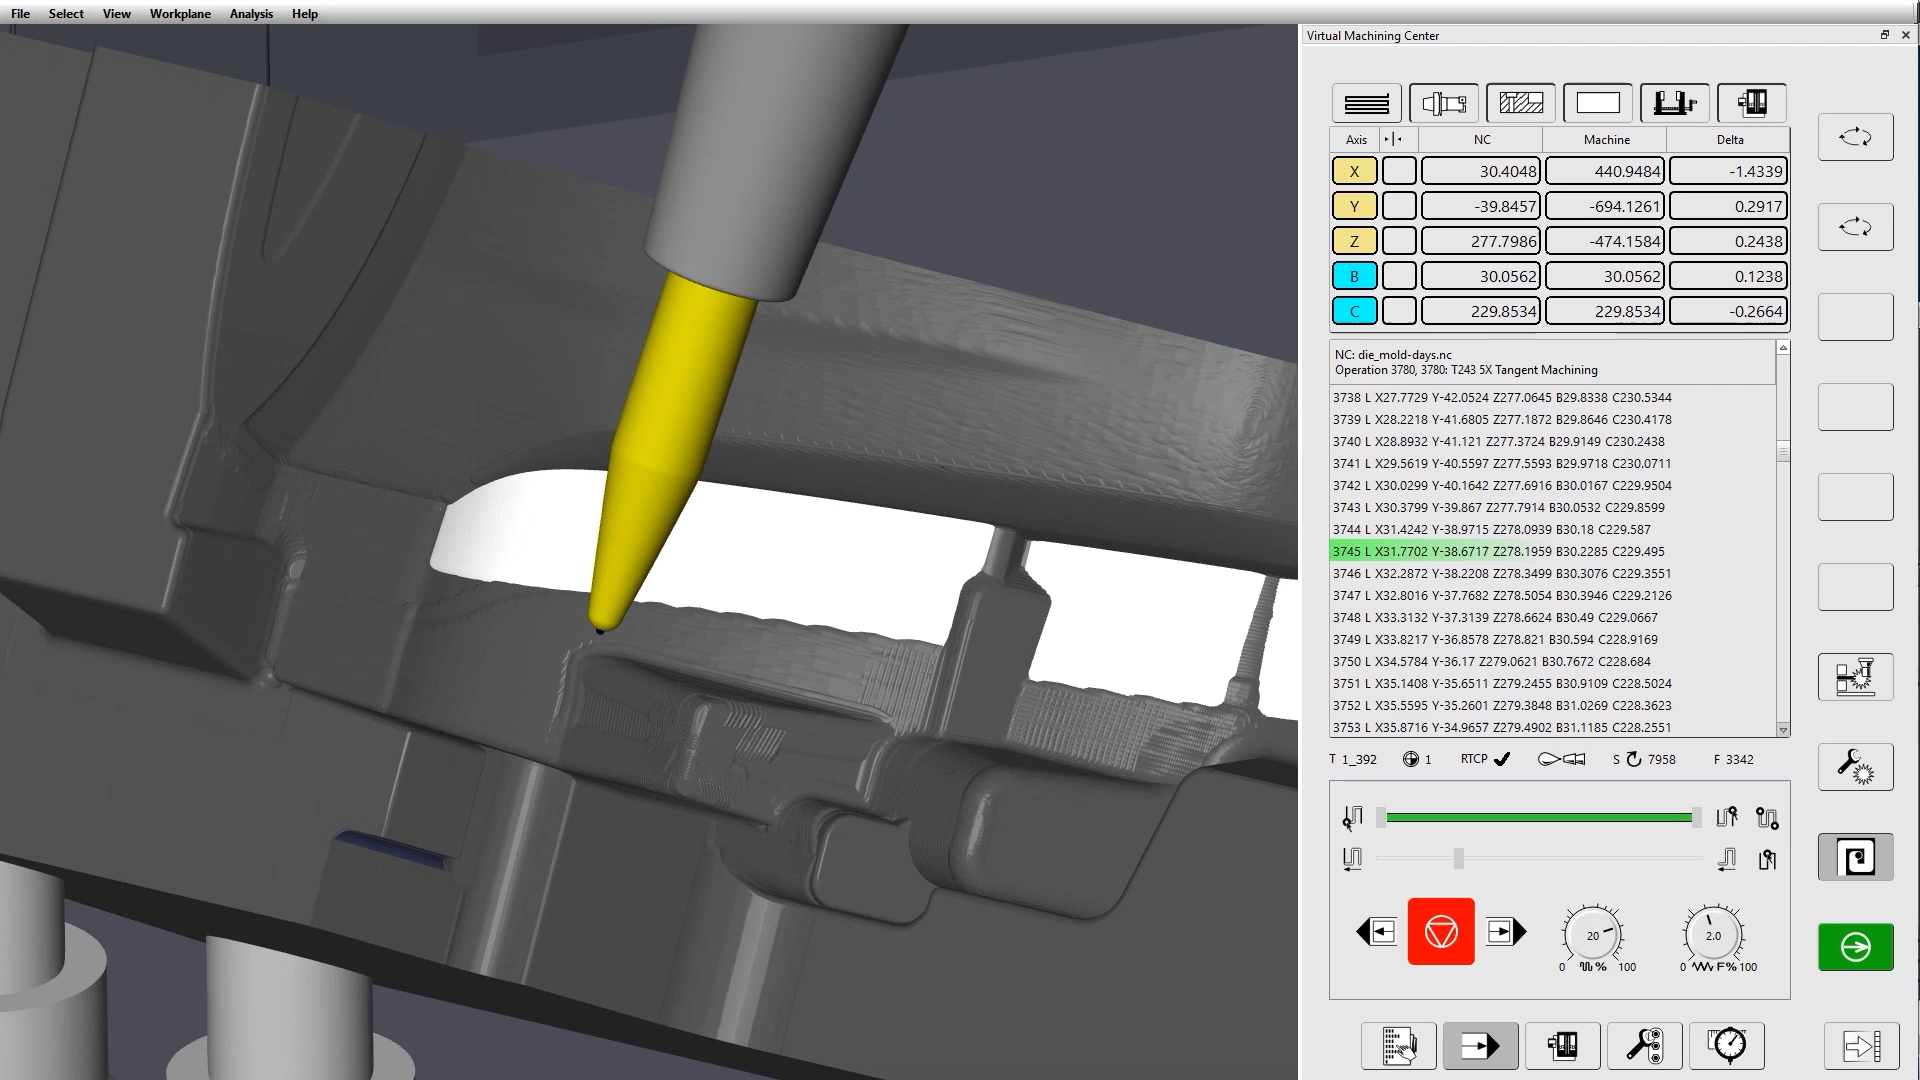 File Select View Workplane Analysis Help
Virtual Machining Center
Axis NC Machine Delta
X 30.4048 440.9484 -1.4339
Y -39.8457 -694.1261 0.2917
Z 277.7986 -474.1584 0.2438
B 30.0562 30.0562 0.1238
C 229.8534 229.8534 -0.2664
NC: die_mold-days.nc
Operation 3780, 3780: T243 5X Tangent Machining
3738 L X27.7729 Y-42.0524 Z277.0645 B29.8338 C230.5344
3739 L X28.2218 Y-41.6805 Z277.1872 B29.8646 C230.4178
3740 L X28.8932 Y-41.121 Z277.3724 B29.9149 C230.2438
3741 L X29.5619 Y-40.5597 Z277.5593 B29.9718 C230.0711
3742 L X30.0299 Y-40.1642 Z277.6916 B30.0167 C229.9504
3743 L X30.3799 Y-39.867 Z277.7914 B30.0532 C229.8599
3744 L X31.4242 Y-38.9715 Z278.0939 B30.18 C229.587
3745 L X31.7702 Y-38.6717 Z278.1959 B30.2285 C229.495
3746 L X32.2872 Y-38.2208 Z278.3499 B30.3076 C229.3551
3747 L X32.8016 Y-37.7682 Z278.5054 B30.3946 C229.2126
3748 L X33.3132 Y-37.3139 Z278.6624 B30.49 C229.0667
3749 L X33.8217 Y-36.8578 Z278.821 B30.594 C228.9169
3750 L X34.5784 Y-36.17 Z279.0621 B30.7672 C228.684
3751 L X35.1408 Y-35.6511 Z279.2455 B30.9109 C228.5024
3752 L X35.5595 Y-35.2601 Z279.3848 B31.0269 C228.3623
3753 L X35.8716 Y-34.9657 Z279.4902 B31.1185 C228.2551
T 1_392 1 RTCP S 7958 F 3342
20 2.0
0 % 100 0 F% 100